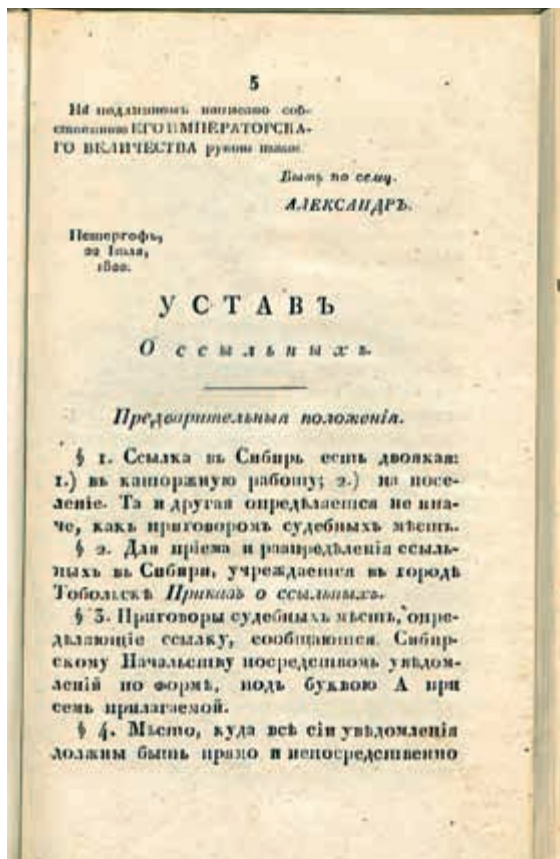 5
На подлинномъ написано соб-
ственною ЕГО ИМПЕРАТОРСКА-
ГО ВЕЛИЧЕСТВА рукою тако:
Быть по сему.
АЛЕКСАНДРЪ.
Петергофъ,
22 Іюля,
1822.
УСТАВЪ
О ссыльныхъ.
Предварительныя положенія.
§ 1. Ссылка въ Сибирь есть двоякая:
1.) въ каторжную работу; 2.) на посе-
леніе. Та и другая опредѣляется не ина-
че, какъ приговоромъ судебныхъ мѣстъ.
§ 2. Для пріема и распредѣленія ссыль-
ныхъ въ Сибири, учреждается въ городѣ
Тобольскѣ Приказъ о ссыльныхъ.
§ 3. Приговоры судебныхъ мѣстъ, опре-
дѣляющіе ссылку, сообщаются Сибир-
скому Начальству посредствомъ увѣдом-
леній по формѣ, подъ буквою А при
семъ прилагаемой.
§ 4. Мѣсто, куда всѣ сіи увѣдомленія
должны быть прямо и непосредственно